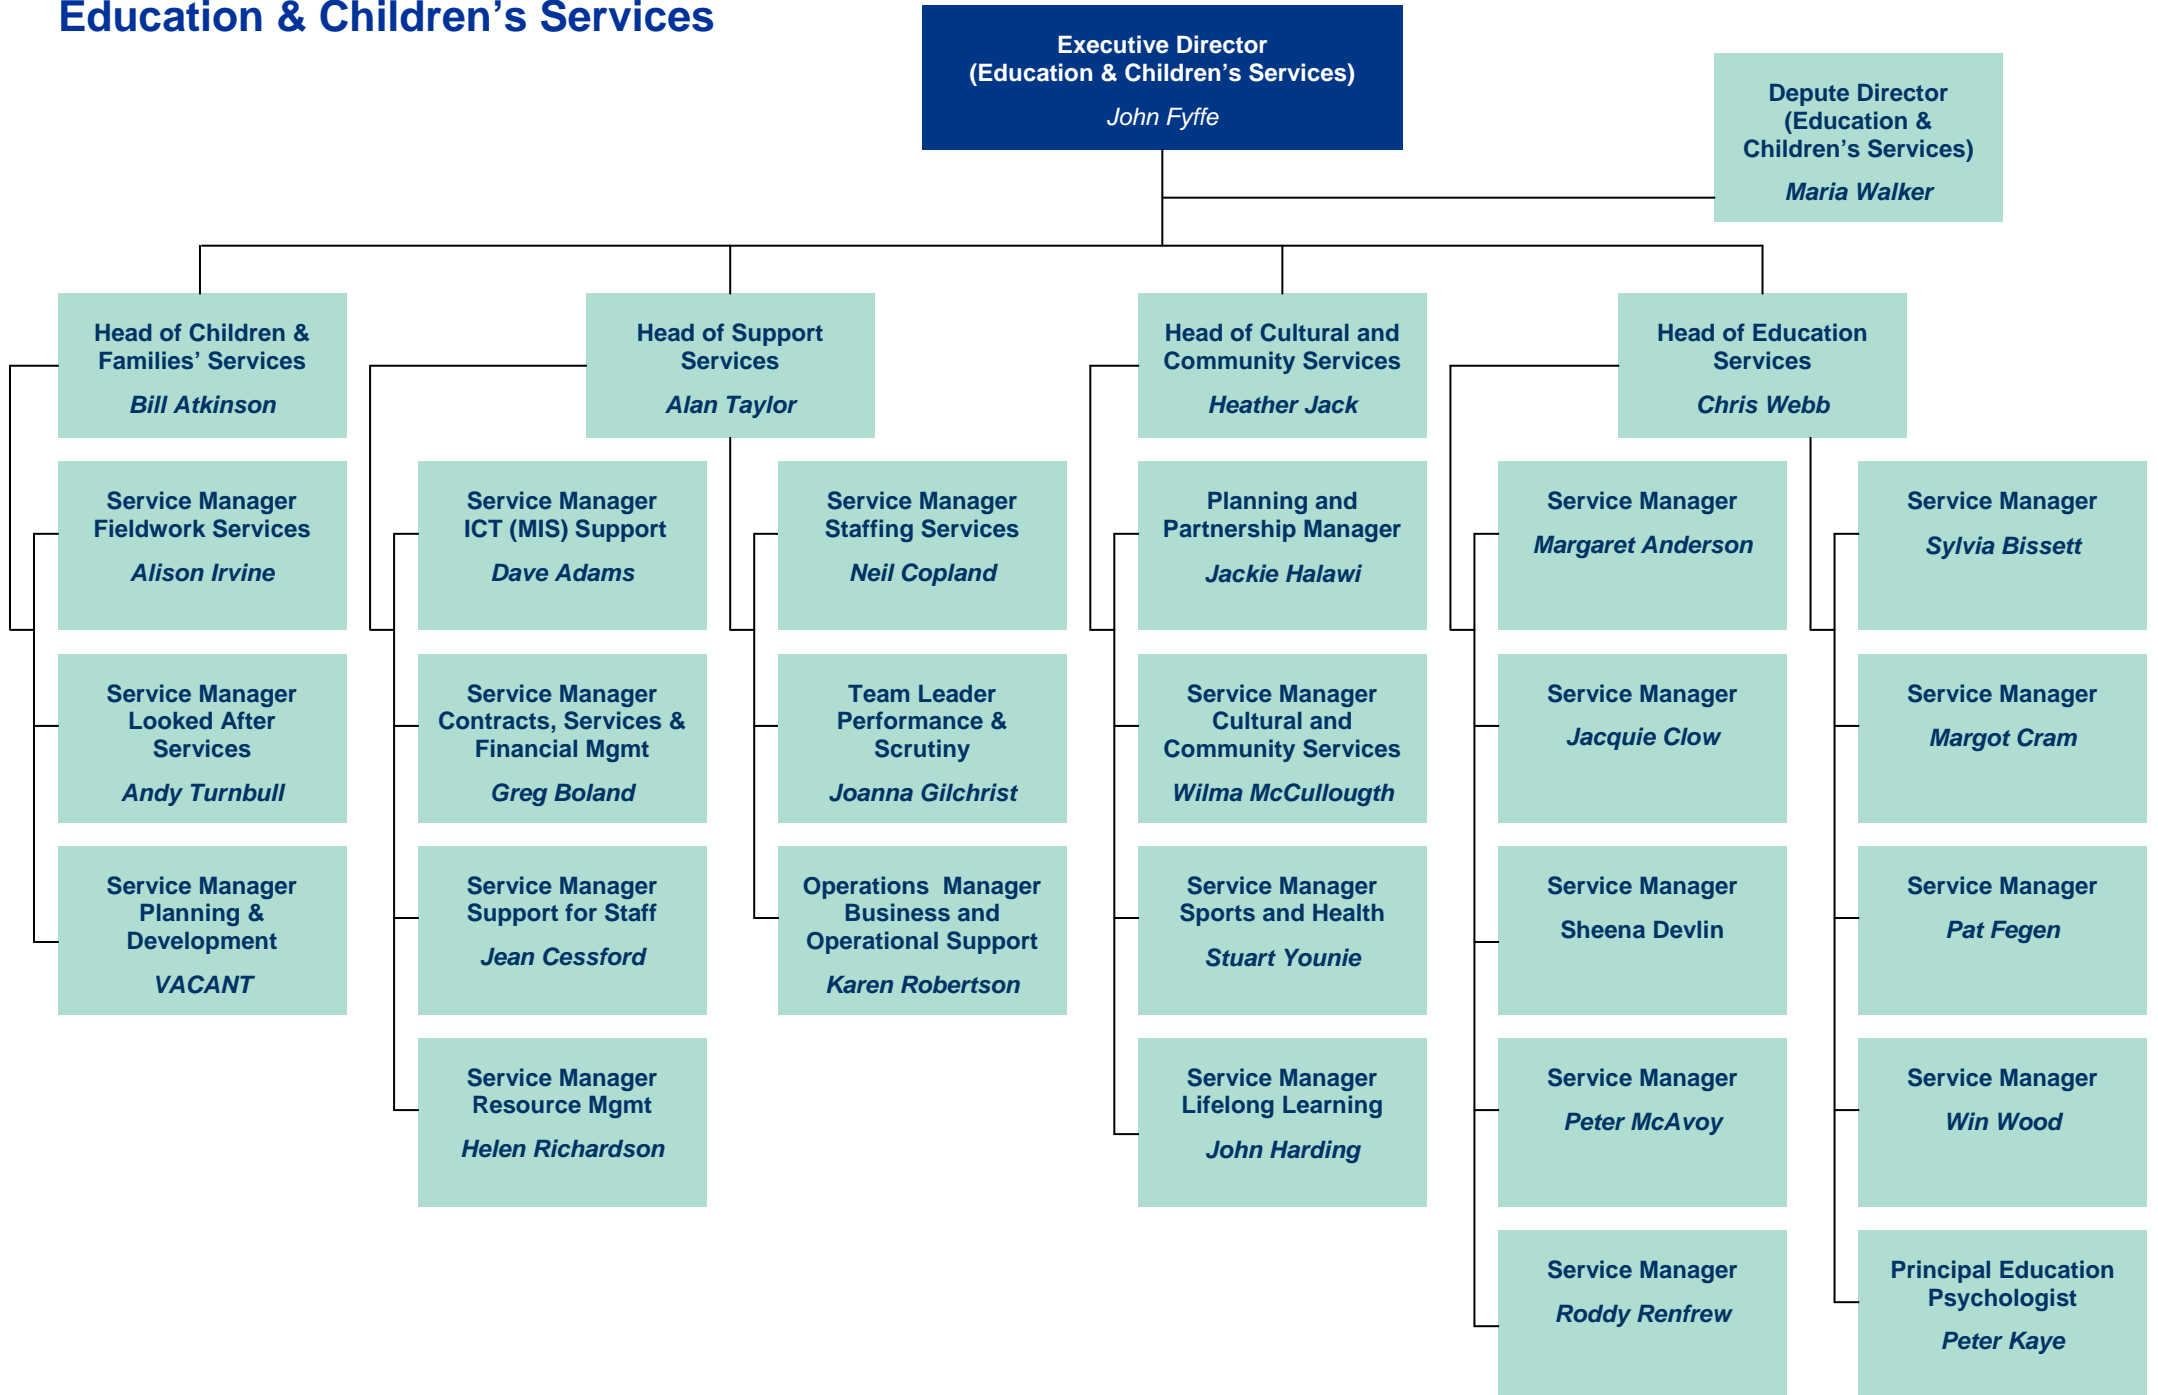 Education & Children’s Services
Executive Director
(Education & Children’s Services)
John Fyffe
Depute Director
(Education &
Children’s Services)
Maria Walker
Head of Children &
Families’ Services
Bill Atkinson
Head of Support
Services
Alan Taylor
Head of Cultural and
Community Services
Heather Jack
Head of Education
Services
Chris Webb
Service Manager
Fieldwork Services
Alison Irvine
Service Manager
ICT (MIS) Support
Dave Adams
Service Manager
Staffing Services
Neil Copland
Planning and
Partnership Manager
Jackie Halawi
Service Manager
Margaret Anderson
Service Manager
Sylvia Bissett
Service Manager
Looked After
Services
Andy Turnbull
Service Manager
Contracts, Services &
Financial Mgmt
Greg Boland
Team Leader
Performance &
Scrutiny
Joanna Gilchrist
Service Manager
Cultural and
Community Services
Wilma McCullougth
Service Manager
Jacquie Clow
Service Manager
Margot Cram
Service Manager
Planning &
Development
VACANT
Service Manager
Support for Staff
Jean Cessford
Operations  Manager
Business and
Operational Support
Karen Robertson
Service Manager
Sports and Health
Stuart Younie
Service Manager
Sheena Devlin
Service Manager
Pat Fegen
Service Manager
Resource Mgmt
Helen Richardson
Service Manager
Lifelong Learning
John Harding
Service Manager
Peter McAvoy
Service Manager
Win Wood
Service Manager
Roddy Renfrew
Principal Education
Psychologist
Peter Kaye